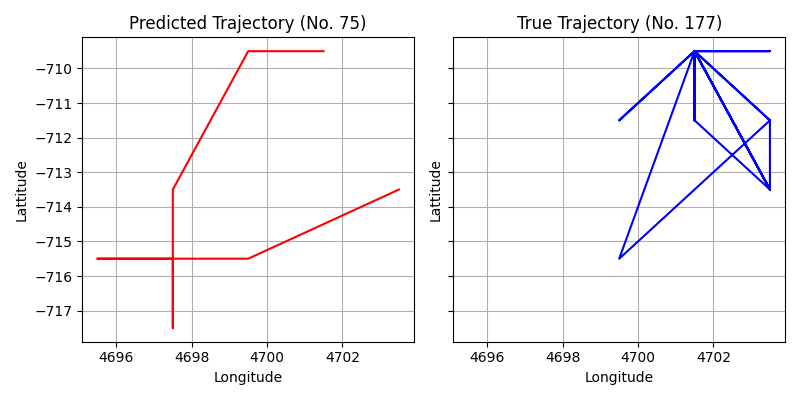 Predicted Trajectory (No. 75)
True Trajectory (No. 177)
Lattitude
−710
−711
−712
−713
−714
−715
−716
−717
4696
4698
4700
4702
Longitude
Lattitude
4696
4698
4700
4702
Longitude